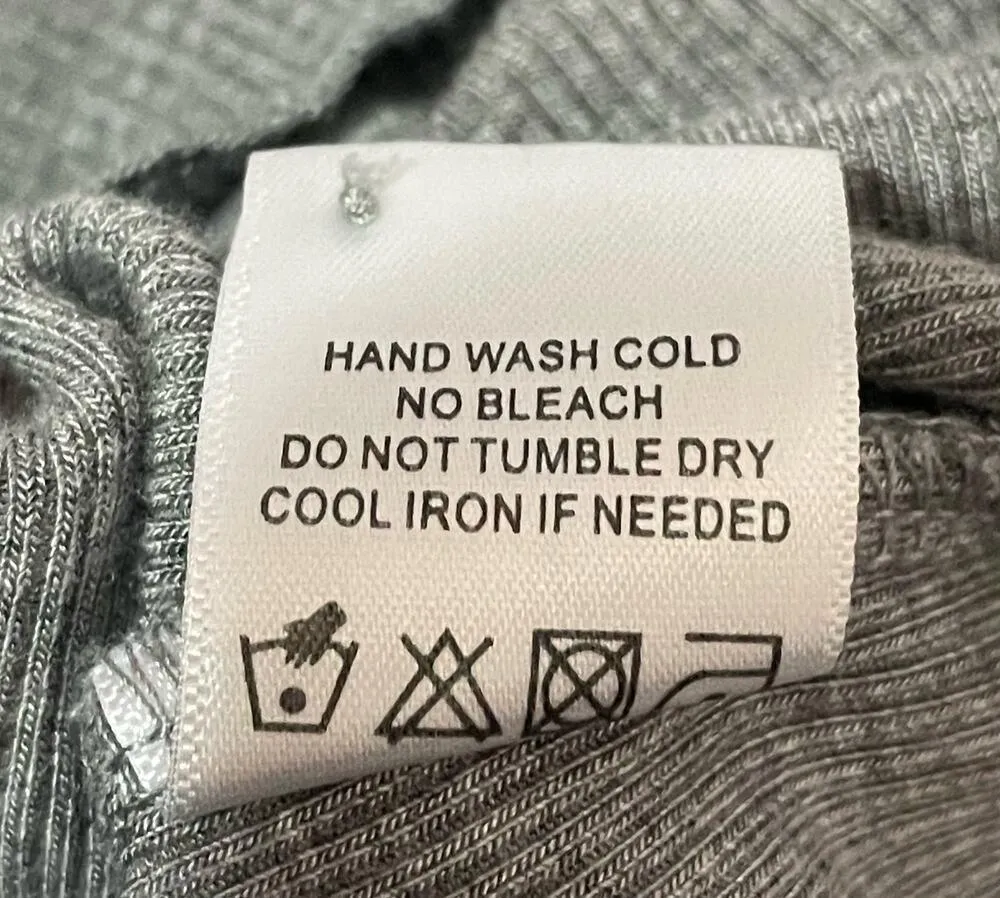 HAND WASH COLD
NO BLEACH
DO NOT TUMBLE DRY
COOL IRON IF NEEDED